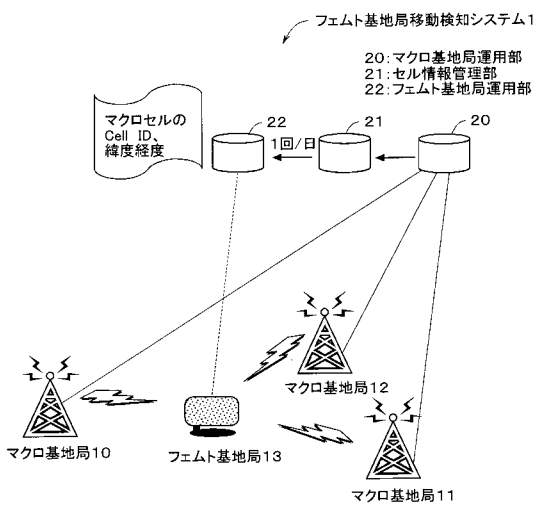 フェムト基地局移動検知システム1
20:マクロ基地局運用部
21:セル情報管理部
22:フェムト基地局運用部
マクロセルの
Cell ID、
緯度経度
22
1回/日
21
20
マクロ基地局12
マクロ基地局10
フェムト基地局13
マクロ基地局11